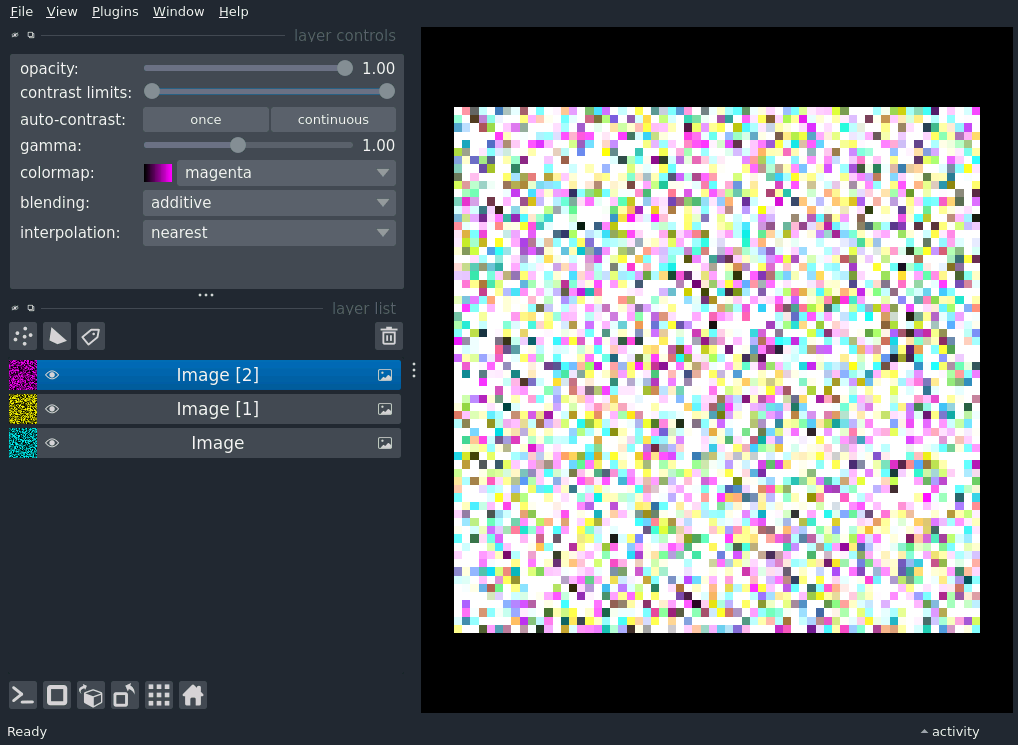 File View Plugins Window Help
layer controls
opacity: 1.00
contrast limits:
auto-contrast: once continuous
gamma: 1.00
colormap: magenta
blending: additive
interpolation: nearest
layer list
Image [2]
Image [1]
Image
Ready activity